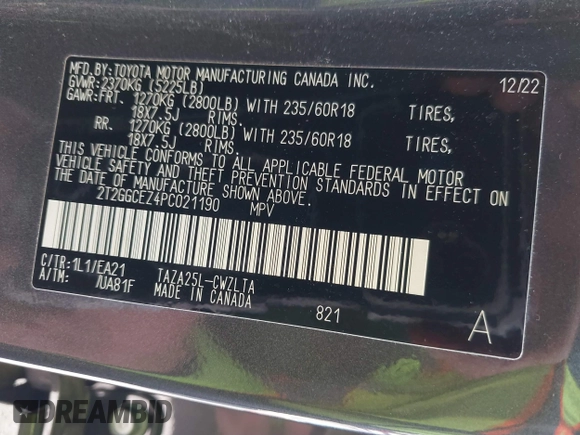 MFD.BY:TOYOTA MOTOR MANUFACTURING CANADA INC. 12/22
GVWR:2370KG (5225LB)
GAWR:FRT. 1270KG (2800LB) WITH 235/60R18 TIRES,
18X7.5J RIMS.
RR. 1270KG (2800LB) WITH 235/60R18 TIRES,
18X7.5J RIMS.
THIS VEHICLE CONFORMS TO ALL APPLICABLE FEDERAL MOTOR
VEHICLE SAFETY AND THEFT PREVENTION STANDARDS IN EFFECT ON
THE DATE OF MANUFACTURE SHOWN ABOVE.
2T2GGCEZ4PC021190 MPV
C/TR:1L1/EA21 TAZA25L-CWZLTA
A/TM: /UA81F MADE IN CANADA 821 A
DREAMBID